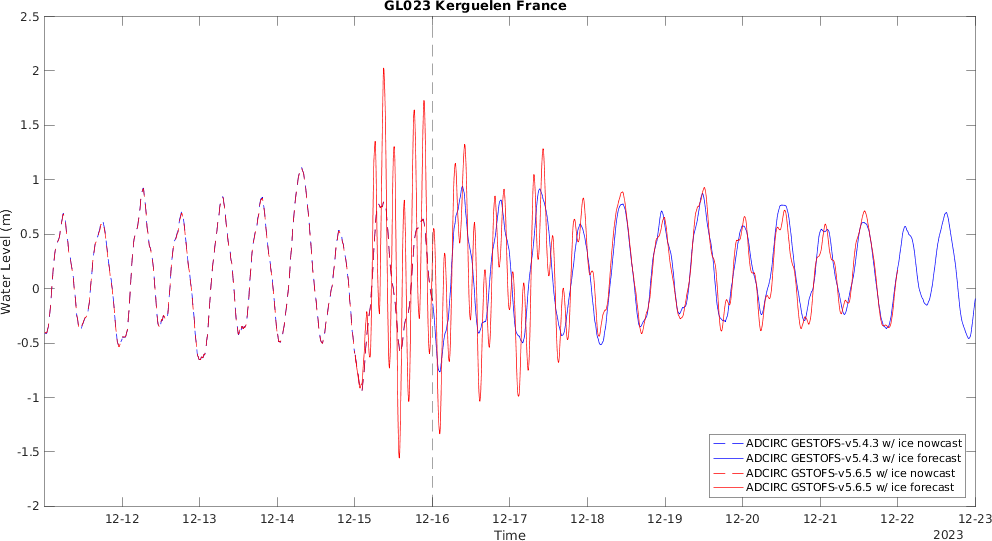 GL023 Kerguelen France
2.5
2
1.5
1
0.5
0
-0.5
-1
-1.5
-2
Water Level (m)
ADCIRC GESTOFS-v5.4.3 w/ ice nowcast
ADCIRC GESTOFS-v5.4.3 w/ ice forecast
ADCIRC GSTOFS-v5.6.5 w/ ice nowcast
ADCIRC GSTOFS-v5.6.5 w/ ice forecast
12-12 12-13 12-14 12-15 12-16 12-17 12-18 12-19 12-20 12-21 12-22 12-23
Time
2023